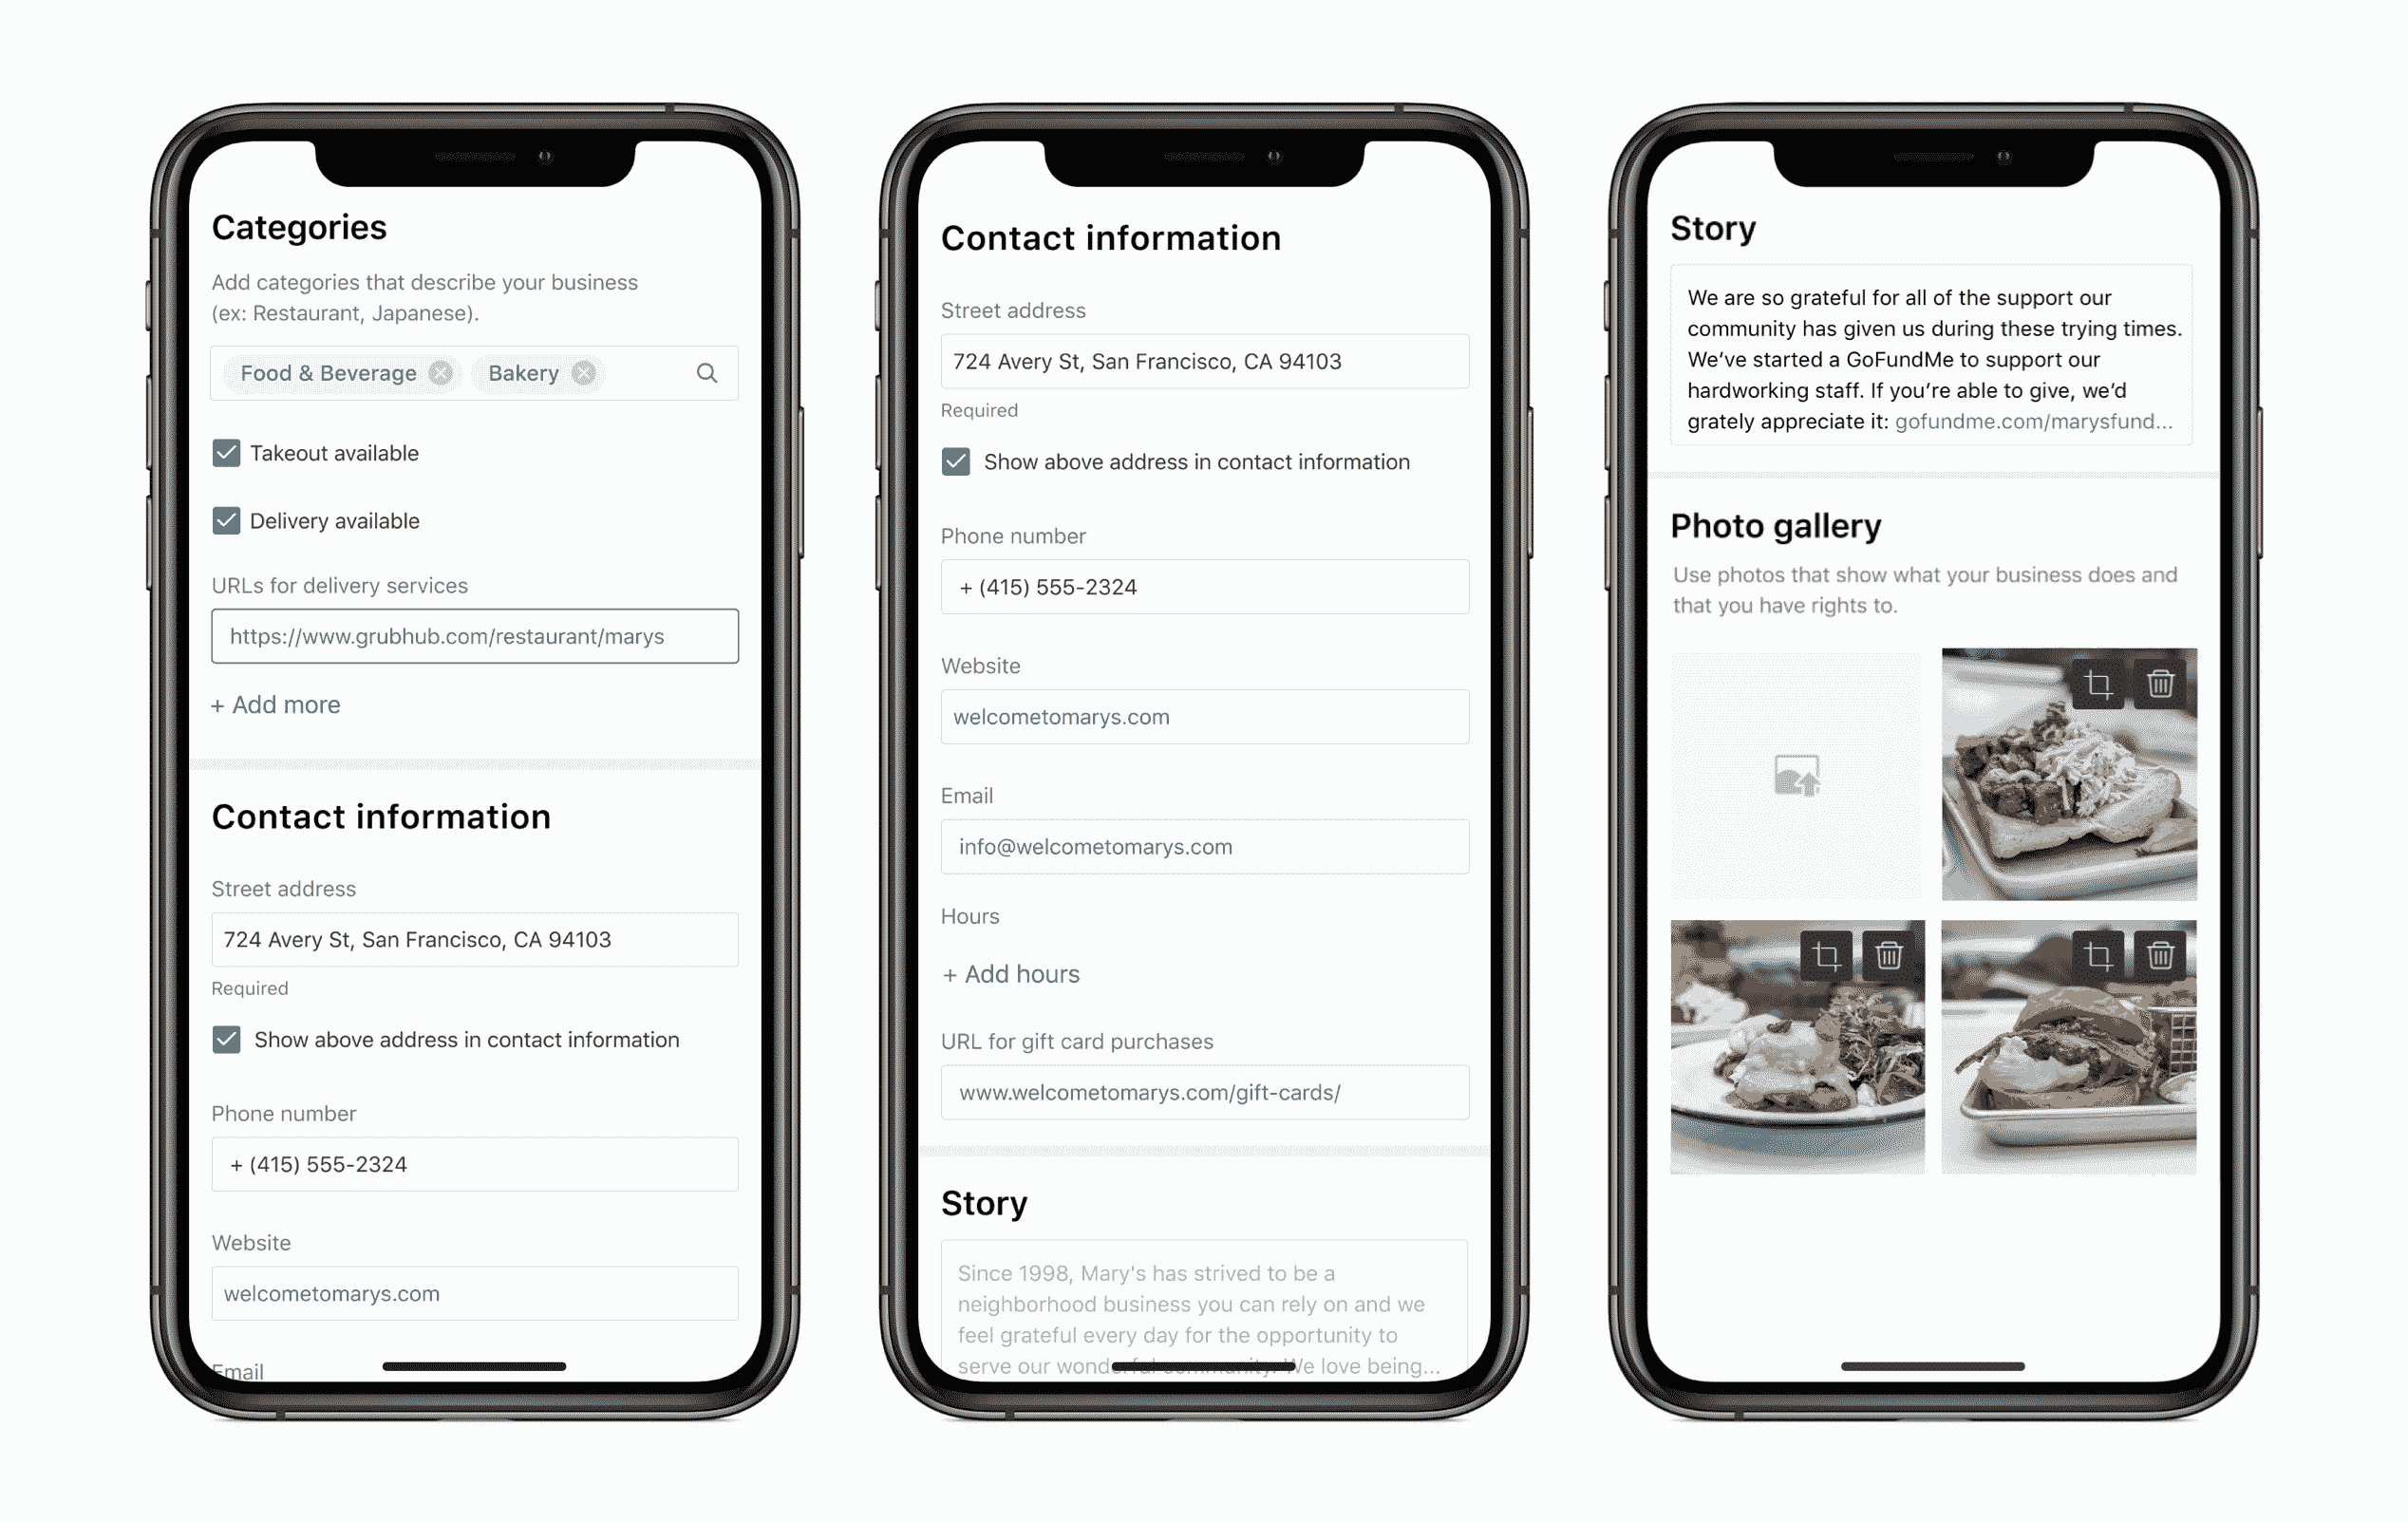 Categories
Add categories that describe your business
(ex: Restaurant, Japanese).
Food & Beverage
Bakery
Takeout available
Delivery available
URLs for delivery services
https://www.grubhub.com/restaurant/marys
+ Add more
Contact information
Street address
724 Avery St, San Francisco, CA 94103
Required
Show above address in contact information
Phone number
+ (415) 555-2324
Website
welcometomarys.com
Email
Contact information
Street address
724 Avery St, San Francisco, CA 94103
Required
Show above address in contact information
Phone number
+ (415) 555-2324
Website
welcometomarys.com
Email
info@welcometomarys.com
Hours
+ Add hours
URL for gift card purchases
www.welcometomarys.com/gift-cards/
Story
Since 1998, Mary's has strived to be a
neighborhood business you can rely on and we
feel grateful every day for the opportunity to
serve our wonderful community. We love being...
Story
We are so grateful for all of the support our
community has given us during these trying times.
We’ve started a GoFundMe to support our
hardworking staff. If you’re able to give, we’d
grately appreciate it: gofundme.com/marysfund...
Photo gallery
Use photos that show what your business does and
that you have rights to.